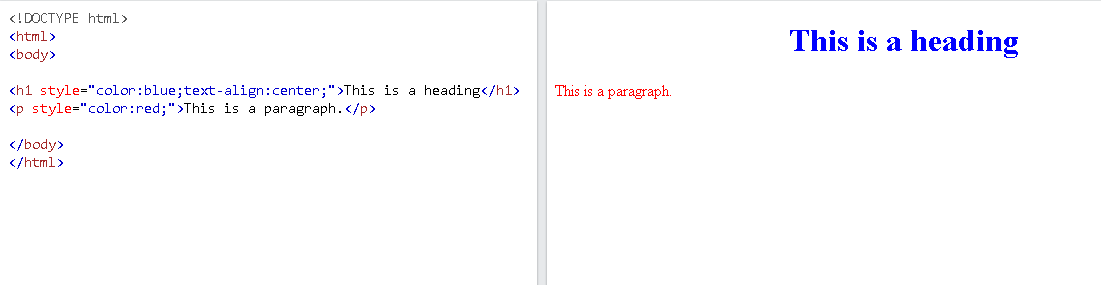 <!DOCTYPE html>
<html>
<body>
<h1 style="color:blue;text-align:center;">This is a heading</h1>
<p style="color:red;">This is a paragraph.</p>
</body>
</html>
This is a heading
This is a paragraph.